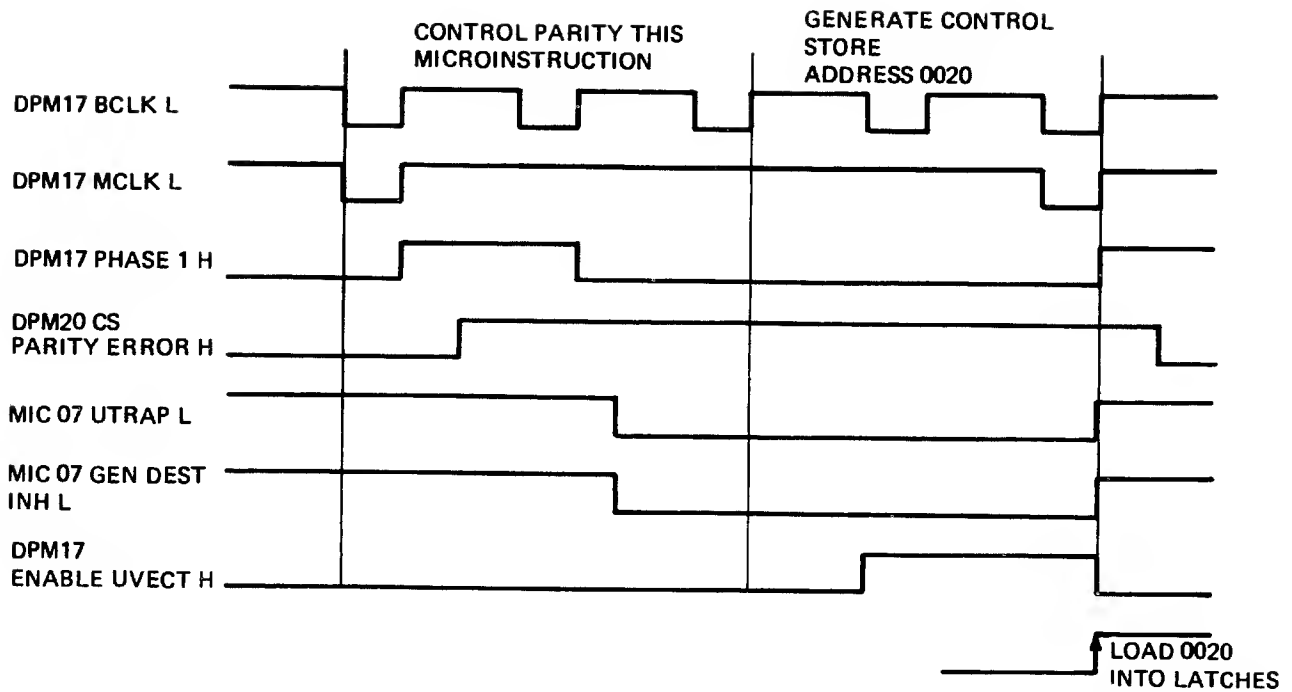 CONTROL PARITY THIS
MICROINSTRUCTION
GENERATE CONTROL
STORE
ADDRESS 0020
DPM17 BCLK L
DPM17 MCLK L
DPM17 PHASE 1 H
DPM20 CS
PARITY ERROR H
MIC 07 UTRAP L
MIC 07 GEN DEST
INH L
DPM17
ENABLE UVECT H
LOAD 0020
INTO LATCHES